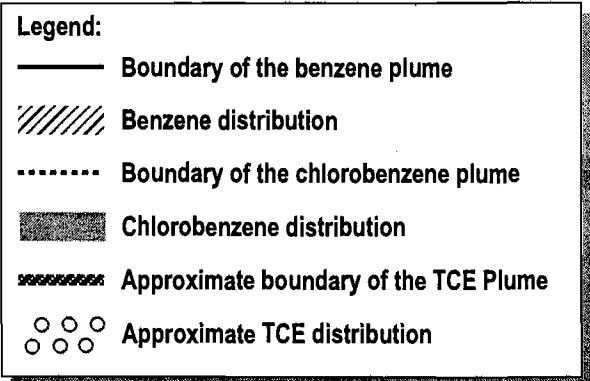 Legend:
Boundary of the benzene plume
Benzene distribution
Boundary of the chlorobenzene plume
Chlorobenzene distribution
Approximate boundary of the TCE Plume
Approximate TCE distribution